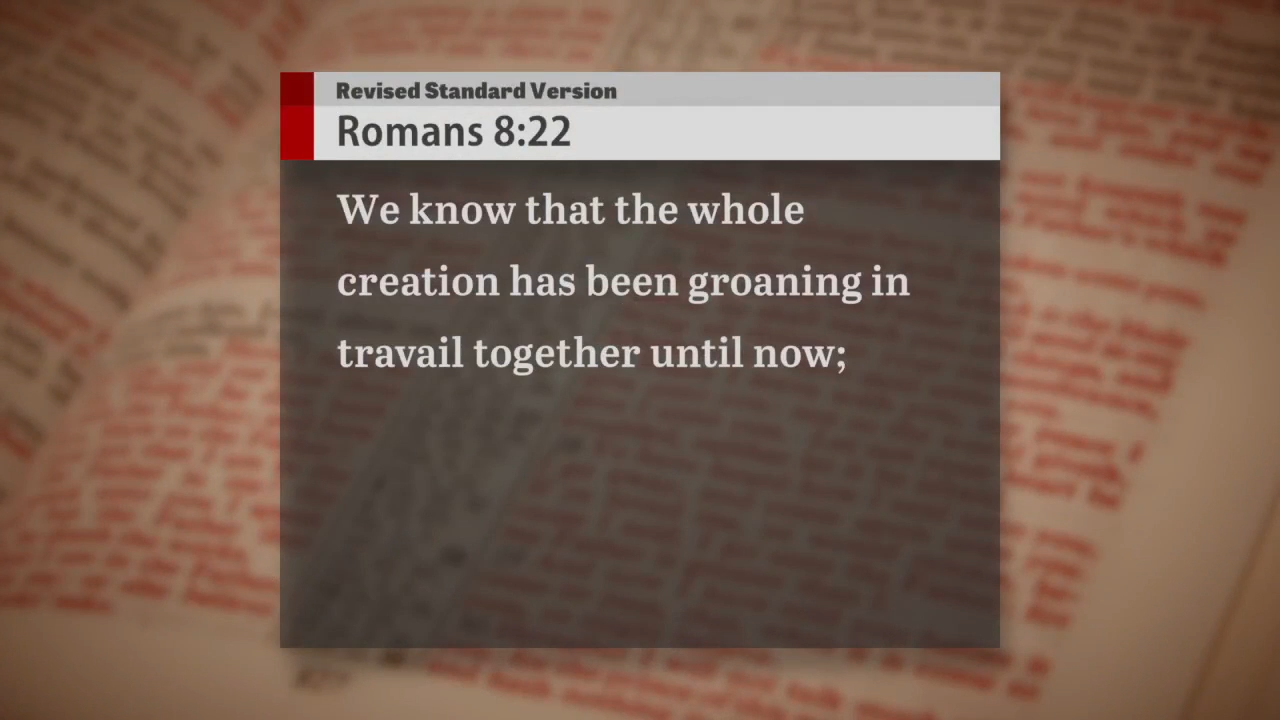 Revised Standard Version
Romans 8:22
We know that the whole
creation has been groaning in
travail together until now;